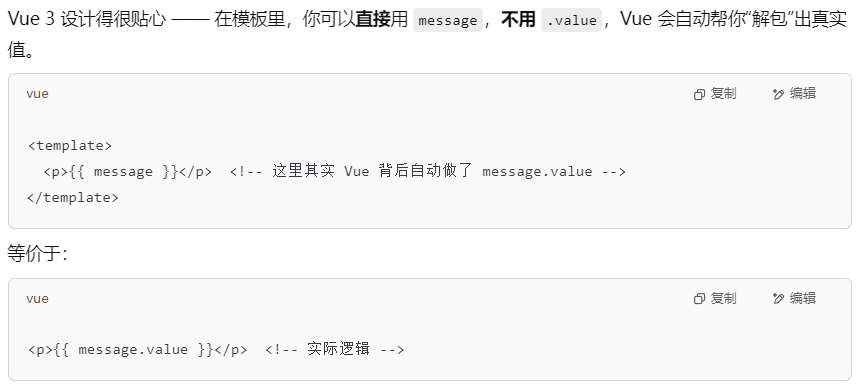 Vue 3 设计得很贴心 —— 在模板里，你可以直接用 message，不用 .value，Vue 会自动帮你“解包”出真实
值。
vue 复制 编辑
<template>
  <p>{{ message }}</p>  <!-- 这里其实 Vue 背后自动做了 message.value -->
</template>
等价于：
vue 复制 编辑
<p>{{ message.value }}</p>  <!-- 实际逻辑 -->